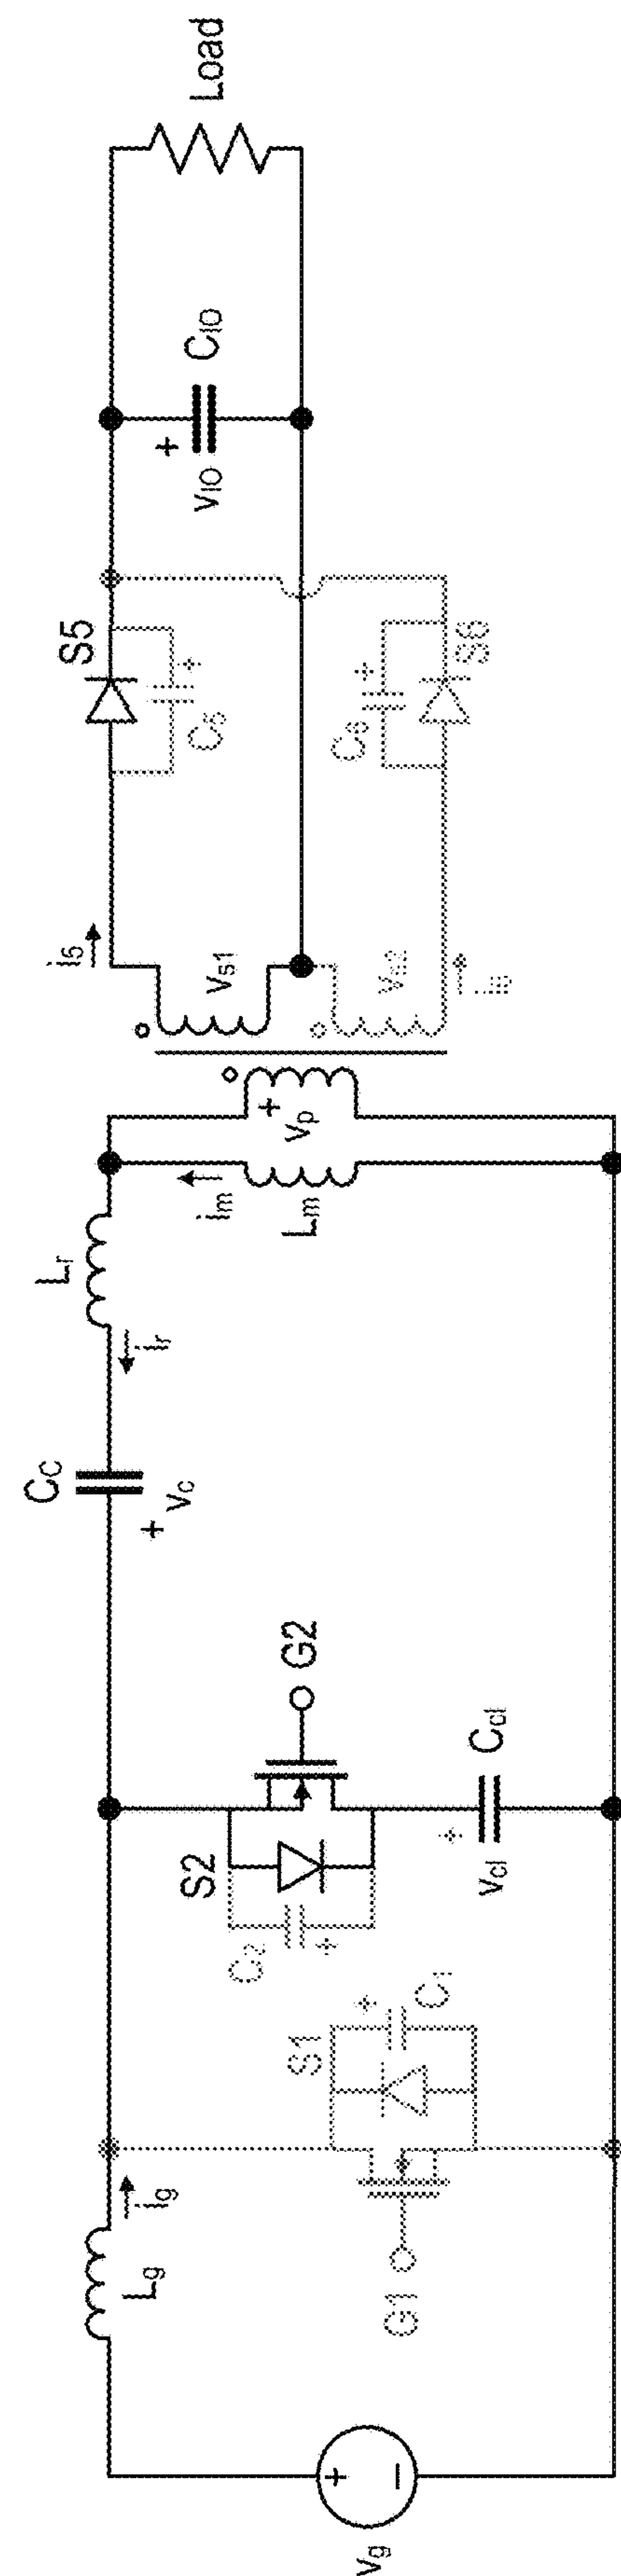 Vg
+
−
Lg
ig
G1
S1
+
C1
C2
+
S2
G2
+
Vcl
Ccl
CC
+
Vc
ir
Lr
im
Lm
+
Vp
Vs1
Vs2
i5
S5
C5
+
C6
+
S6
+
VIO
CIO
Load